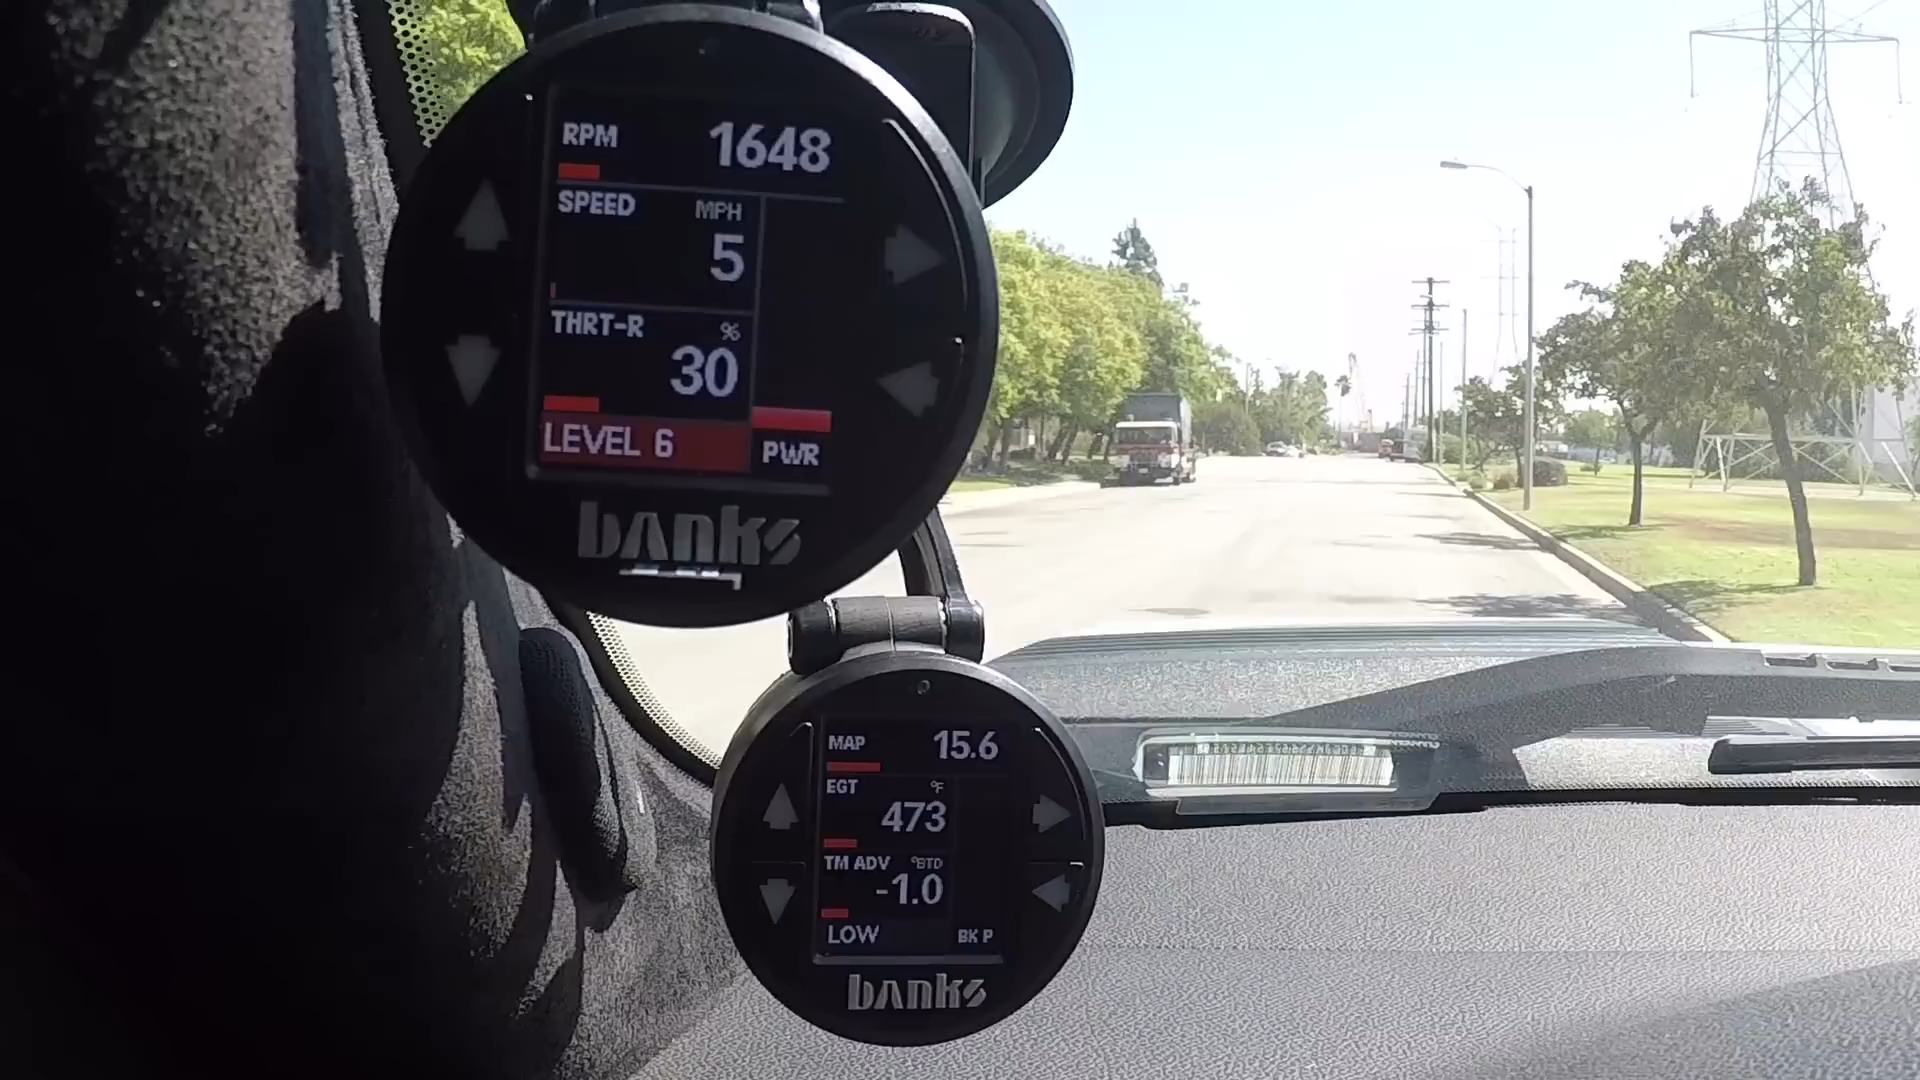 RPM 1648
SPEED MPH
5
THRT-R %
30
LEVEL 6 PWR
banks
MAP 15.6
EGT °F
473
TM ADV °BTD
-1.0
LOW BK P
banks